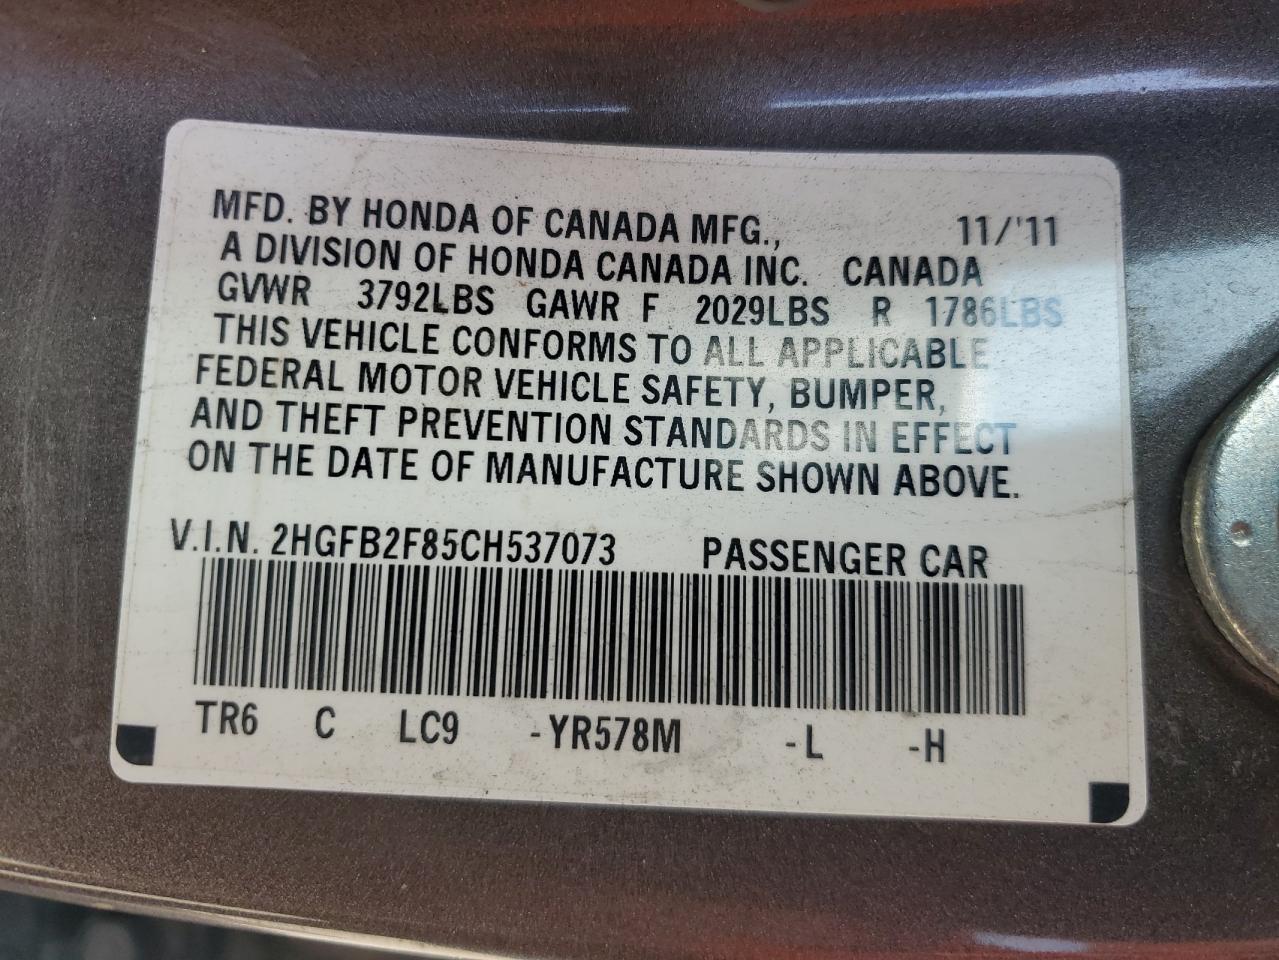 MFD. BY HONDA OF CANADA MFG., 11/'11
A DIVISION OF HONDA CANADA INC. CANADA
GVWR 3792LBS GAWR F 2029LBS R 1786LBS
THIS VEHICLE CONFORMS TO ALL APPLICABLE
FEDERAL MOTOR VEHICLE SAFETY, BUMPER,
AND THEFT PREVENTION STANDARDS IN EFFECT
ON THE DATE OF MANUFACTURE SHOWN ABOVE.
V.I.N. 2HGFB2F85CH537073 PASSENGER CAR
TR6 C LC9 -YR578M -L -H